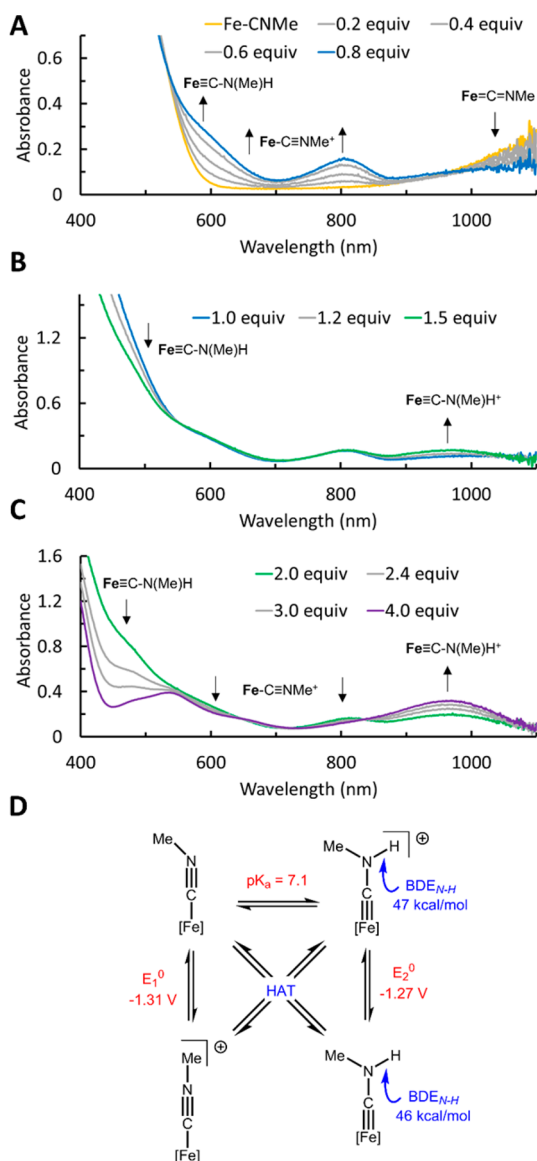 A
Fe-CNMe 0.2 equiv 0.4 equiv
0.6 equiv 0.8 equiv
Absrobance
0.6
0.4
0.2
0
Fe≡C-N(Me)H
Fe-C≡NMe⁺
Fe=C=NMe
400 600 800 1000
Wavelength (nm)
B
Absorbance
1.2
0.6
0
1.0 equiv 1.2 equiv 1.5 equiv
Fe≡C-N(Me)H
Fe≡C-N(Me)H⁺
400 600 800 1000
Wavelength (nm)
C
Absorbance
1.6
1.2
0.8
0.4
0
2.0 equiv 2.4 equiv
3.0 equiv 4.0 equiv
Fe≡C-N(Me)H
Fe-C≡NMe⁺
Fe≡C-N(Me)H⁺
400 600 800 1000
Wavelength (nm)
D
Me
N
C
[Fe]
pKa = 7.1
Me H
N
C
[Fe]
⊕
BDEN-H
47 kcal/mol
E₁⁰
-1.31 V
HAT
E₂⁰
-1.27 V
Me
N
C
[Fe]
⊕
Me H
N
C
[Fe]
BDEN-H
46 kcal/mol